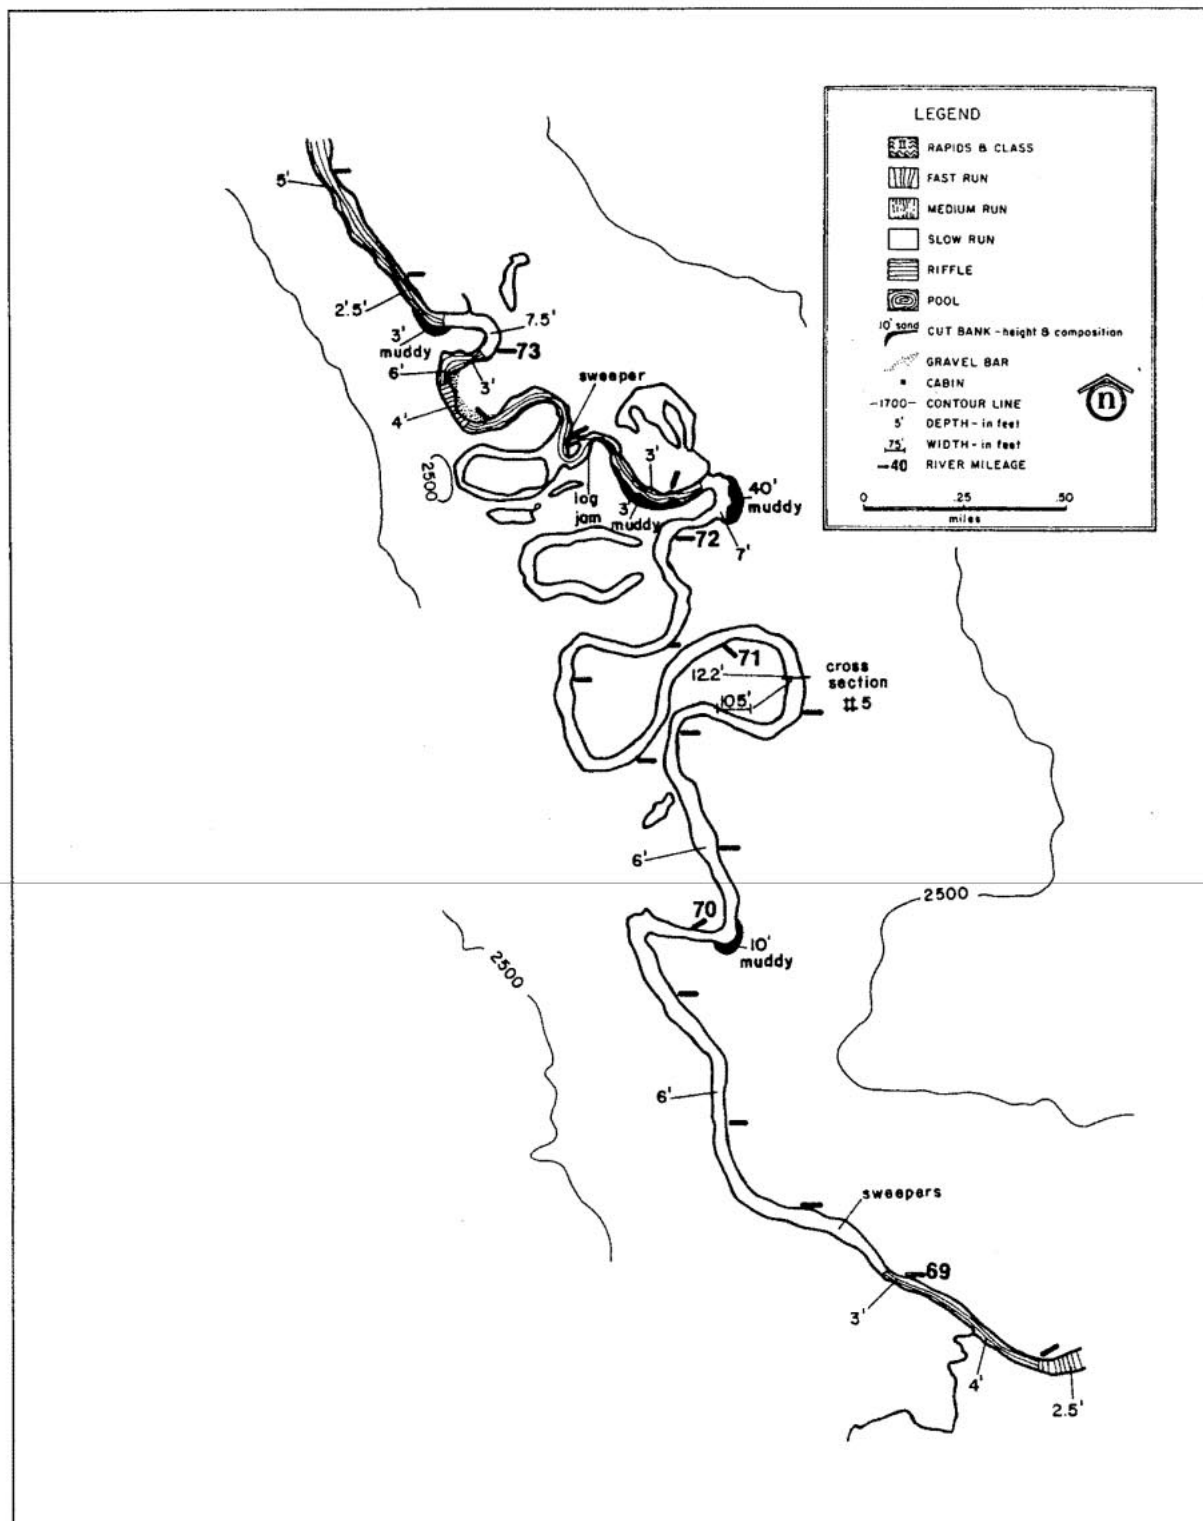 LEGEND
II RAPIDS & CLASS
FAST RUN
MEDIUM RUN
SLOW RUN
RIFFLE
POOL
10' sand CUT BANK - height & composition
GRAVEL BAR
CABIN
-1700- CONTOUR LINE
5' DEPTH - in feet
75' WIDTH - in feet
-40 RIVER MILEAGE
0 .25 .50
miles
n
5'
2'.5'
3'
muddy
7.5'
73
6'
3'
sweeper
4'
2500
3'
log
jam
3'
muddy
40'
muddy
72
7'
71
12.2'
cross
section
#5
10.5'
6'
2500
70
10'
muddy
2500
6'
sweepers
69
3'
4'
2.5'